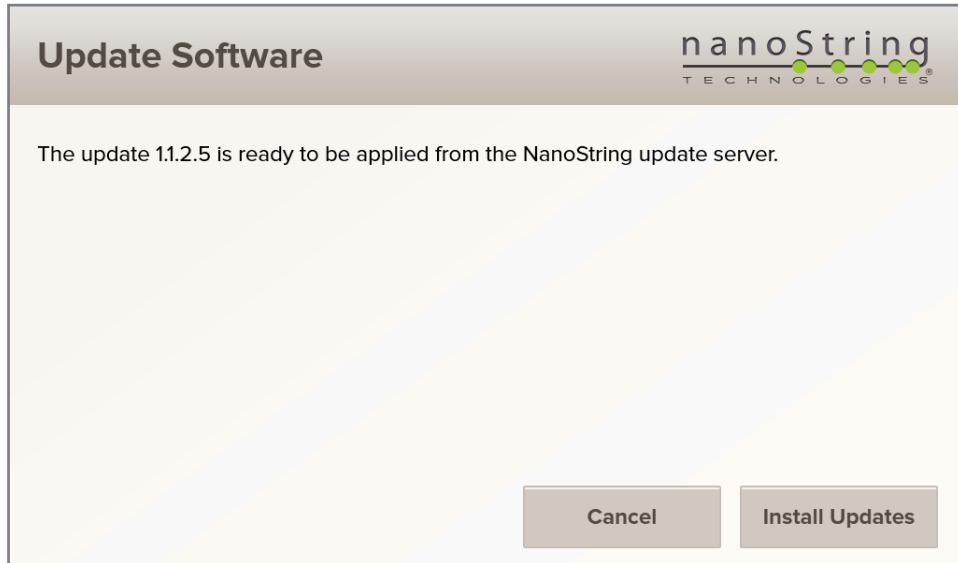 Update Software
nanoString
TECHNOLOGIES®
The update 1.1.2.5 is ready to be applied from the NanoString update server.
Cancel
Install Updates